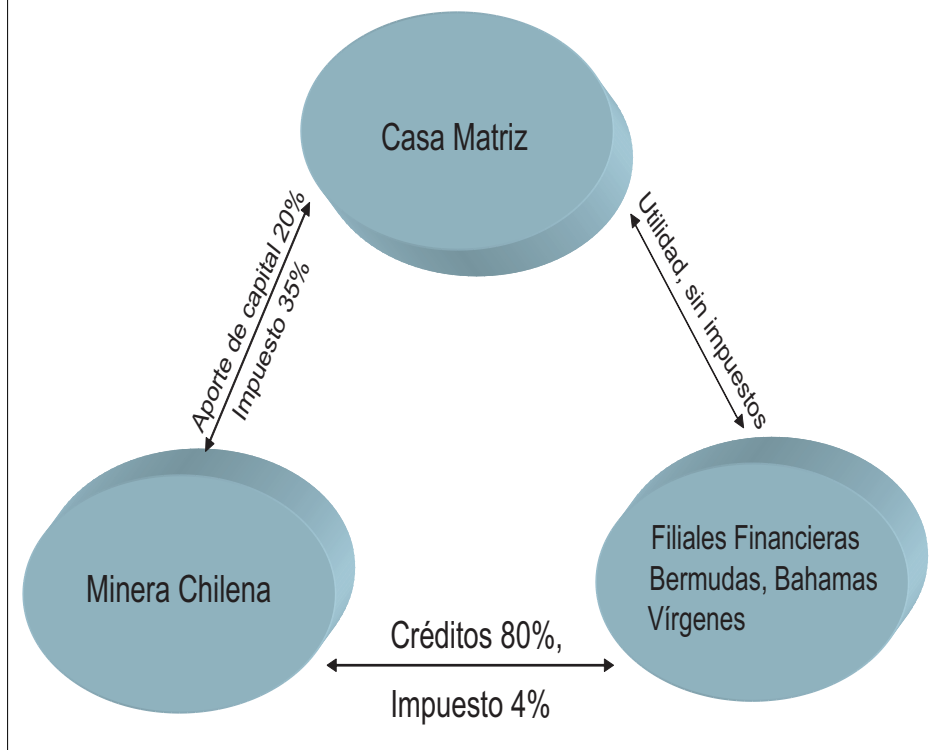 Casa Matriz
Aporte de capital 20%
Impuesto 35%
Utilidad, sin impuestos
Minera Chilena
Filiales Financieras
Bermudas, Bahamas
Vírgenes
Créditos 80%,
Impuesto 4%